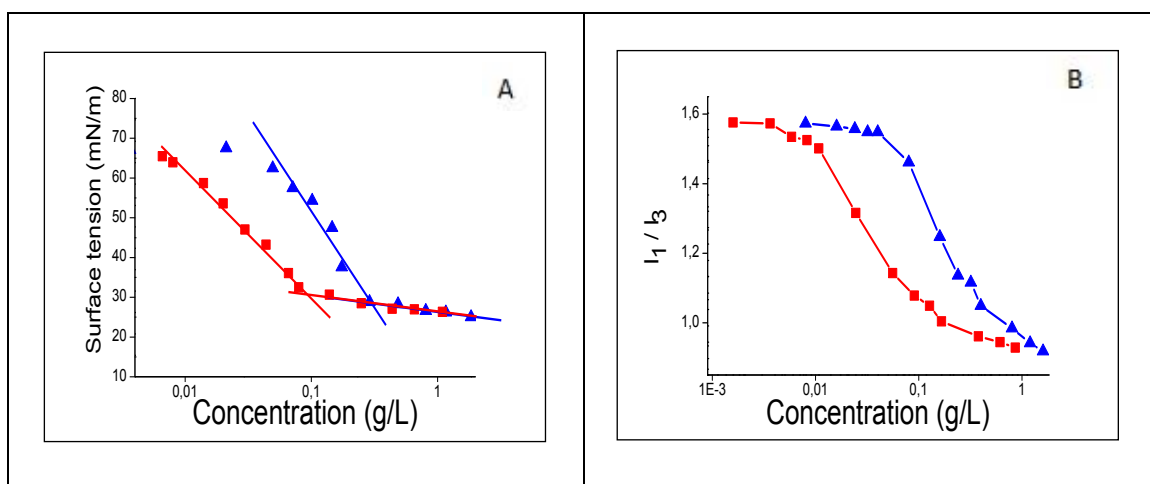 A
Surface tension (mN/m)
80
70
60
50
40
30
20
10
0,01
0,1
1
Concentration (g/L)
B
I1 / I3
1,6
1,4
1,2
1,0
1E-3
0,01
0,1
1
Concentration (g/L)